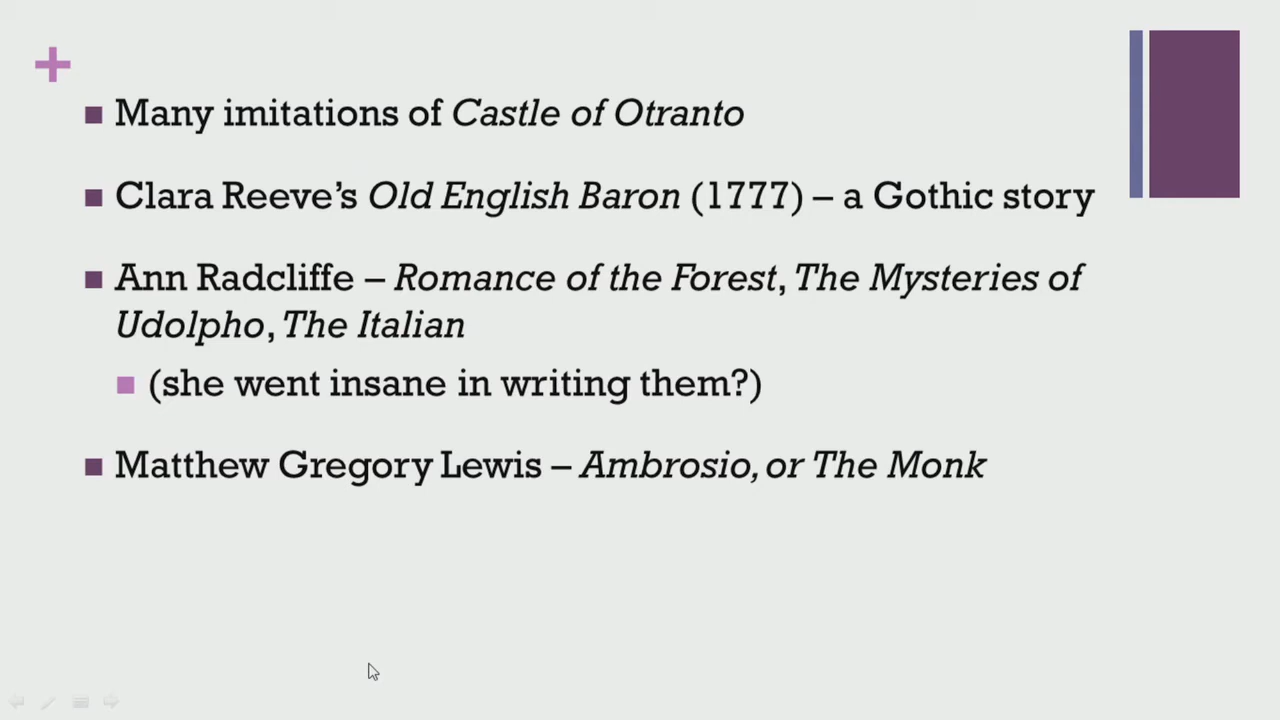 Many imitations of Castle of Otranto
Clara Reeve’s Old English Baron (1777) – a Gothic story
Ann Radcliffe – Romance of the Forest, The Mysteries of
Udolpho, The Italian
(she went insane in writing them?)
Matthew Gregory Lewis – Ambrosio, or The Monk